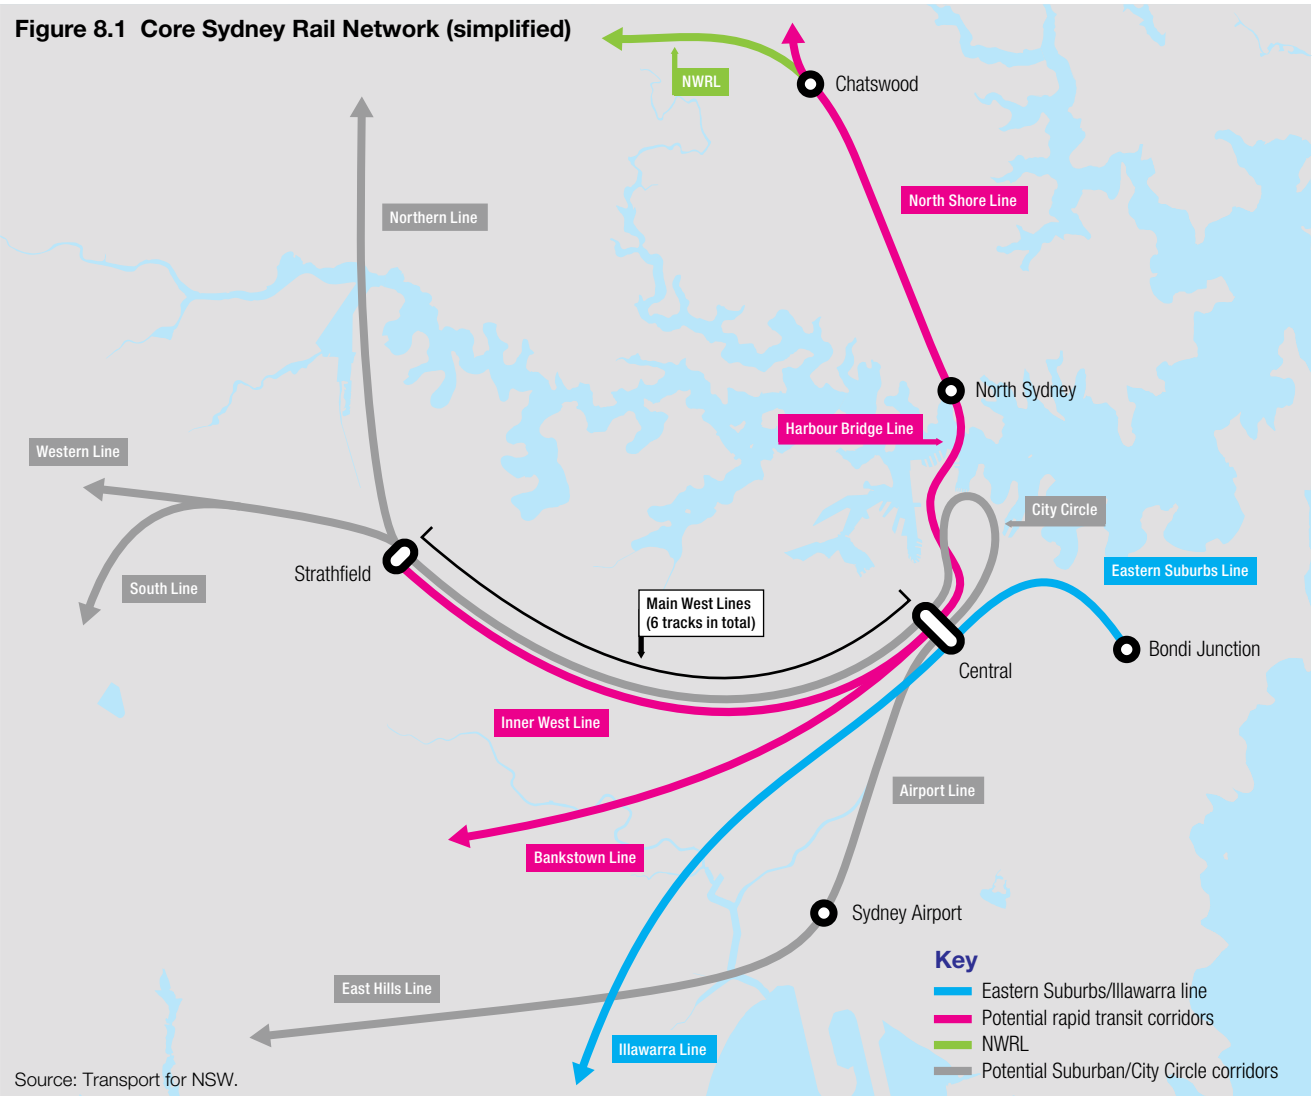 Figure 8.1 Core Sydney Rail Network (simplified)
NWRL
Chatswood
North Shore Line
Northern Line
North Sydney
Harbour Bridge Line
Western Line
City Circle
Eastern Suburbs Line
Strathfield
South Line
Main West Lines
(6 tracks in total)
Bondi Junction
Central
Inner West Line
Airport Line
Bankstown Line
Sydney Airport
East Hills Line
Illawarra Line
Key
Eastern Suburbs/Illawarra line
Potential rapid transit corridors
NWRL
Potential Suburban/City Circle corridors
Source: Transport for NSW.